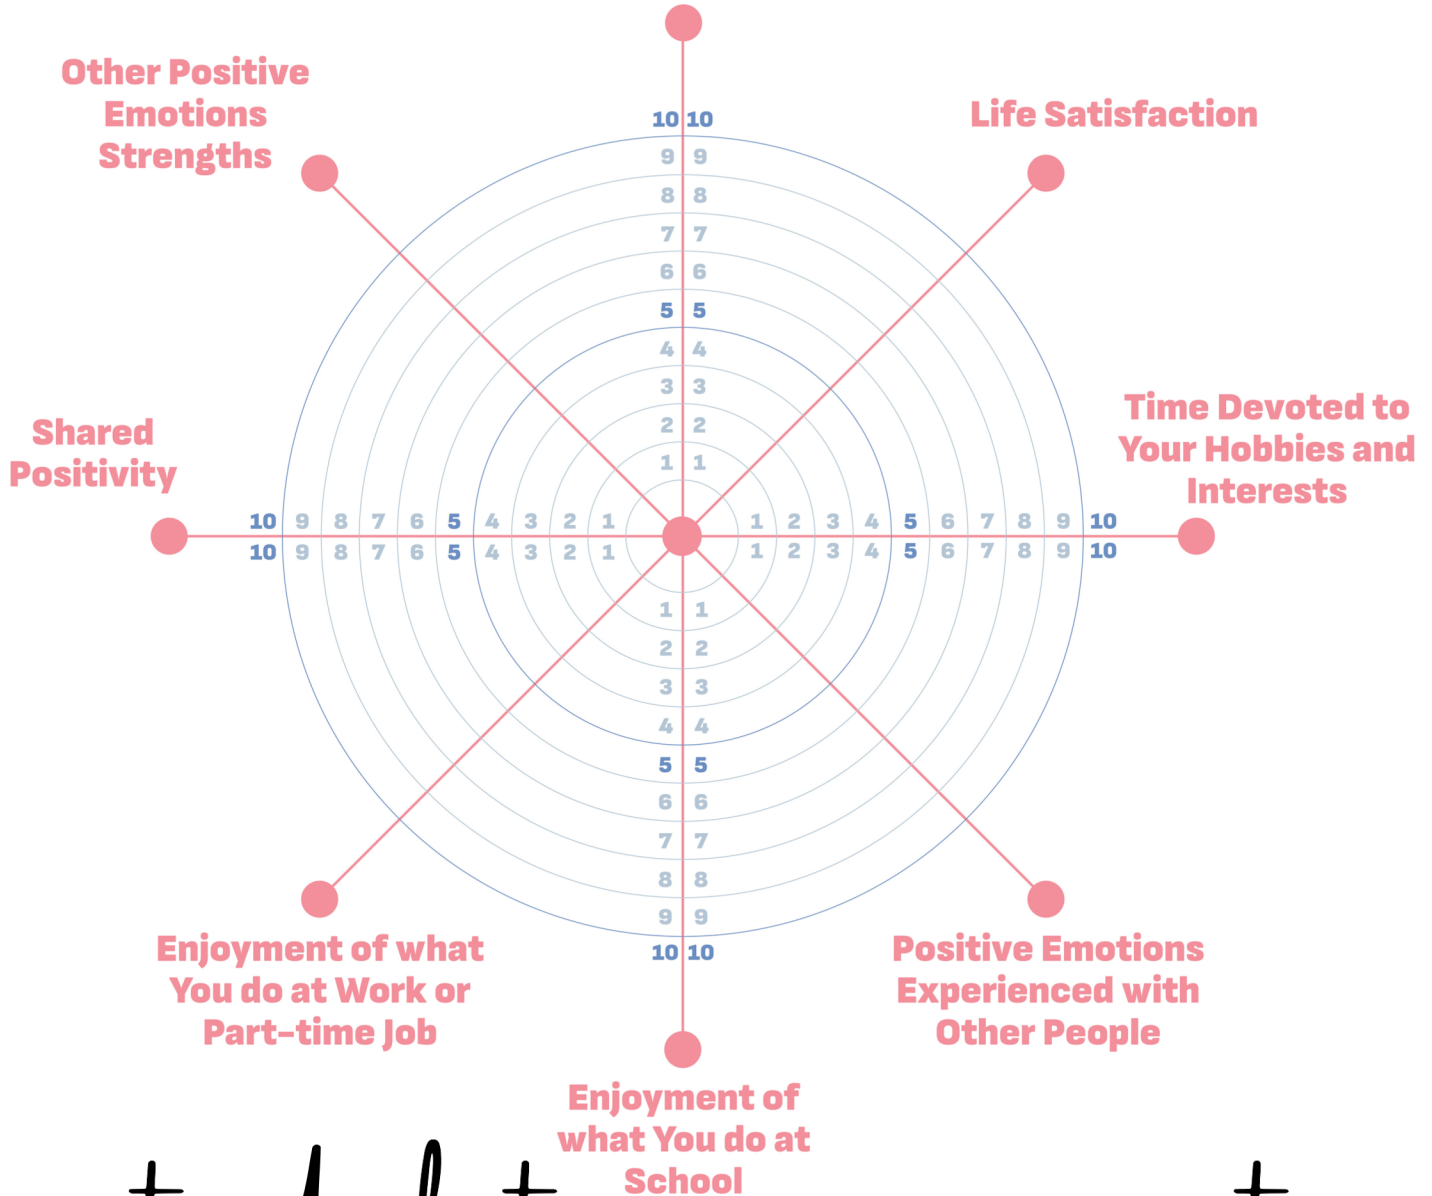 Other Positive
Emotions
Strengths
Life Satisfaction
10 10
9 9
8 8
7 7
6 6
5 5
4 4
3 3
2 2
1 1
Shared
Positivity
Time Devoted to
Your Hobbies and
Interests
10 9 8 7 6 5 4 3 2 1 1 2 3 4 5 6 7 8 9 10
10 9 8 7 6 5 4 3 2 1 1 2 3 4 5 6 7 8 9 10
1 1
2 2
3 3
4 4
5 5
6 6
7 7
8 8
9 9
10 10
Enjoyment of what
You do at Work or
Part-time Job
Positive Emotions
Experienced with
Other People
Enjoyment of
what You do at
School